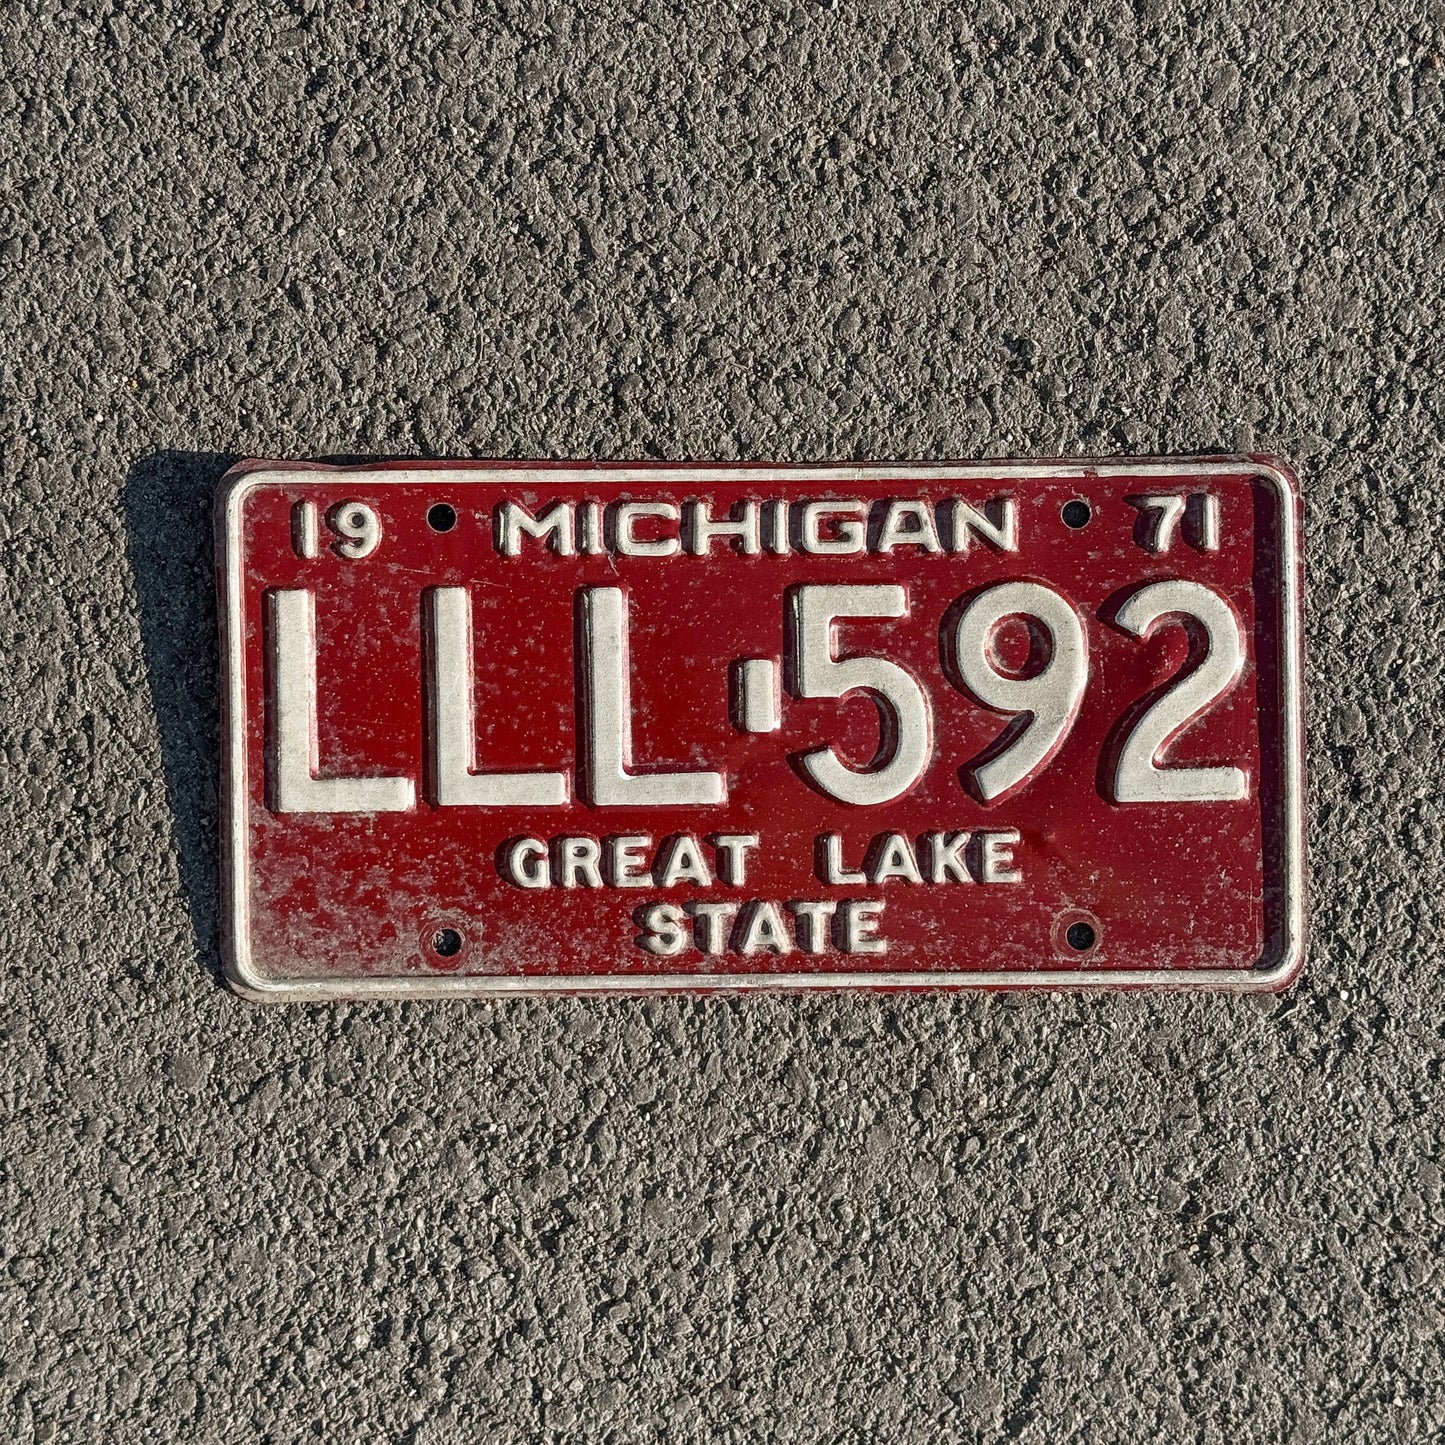 19 MICHIGAN 71
LLL-592
GREAT LAKE
STATE